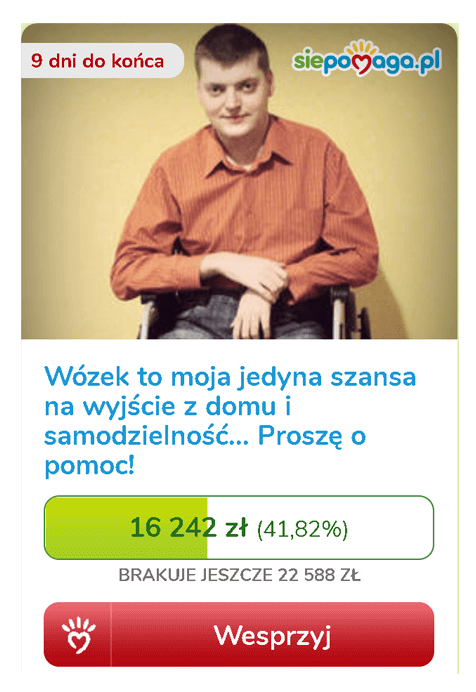 9 dni do końca
siepomaga.pl
Wózek to moja jedyna szansa
na wyjście z domu i
samodzielność... Proszę o
pomoc!
16 242 zł (41,82%)
BRAKUJE JESZCZE 22 588 ZŁ
Wesprzyj